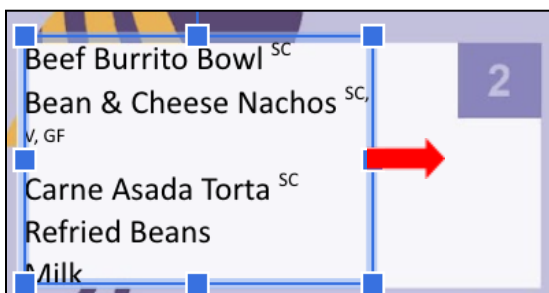 Beef Burrito Bowl SC
2
Bean & Cheese Nachos SC,
V, GF
Carne Asada Torta SC
Refried Beans
Milk